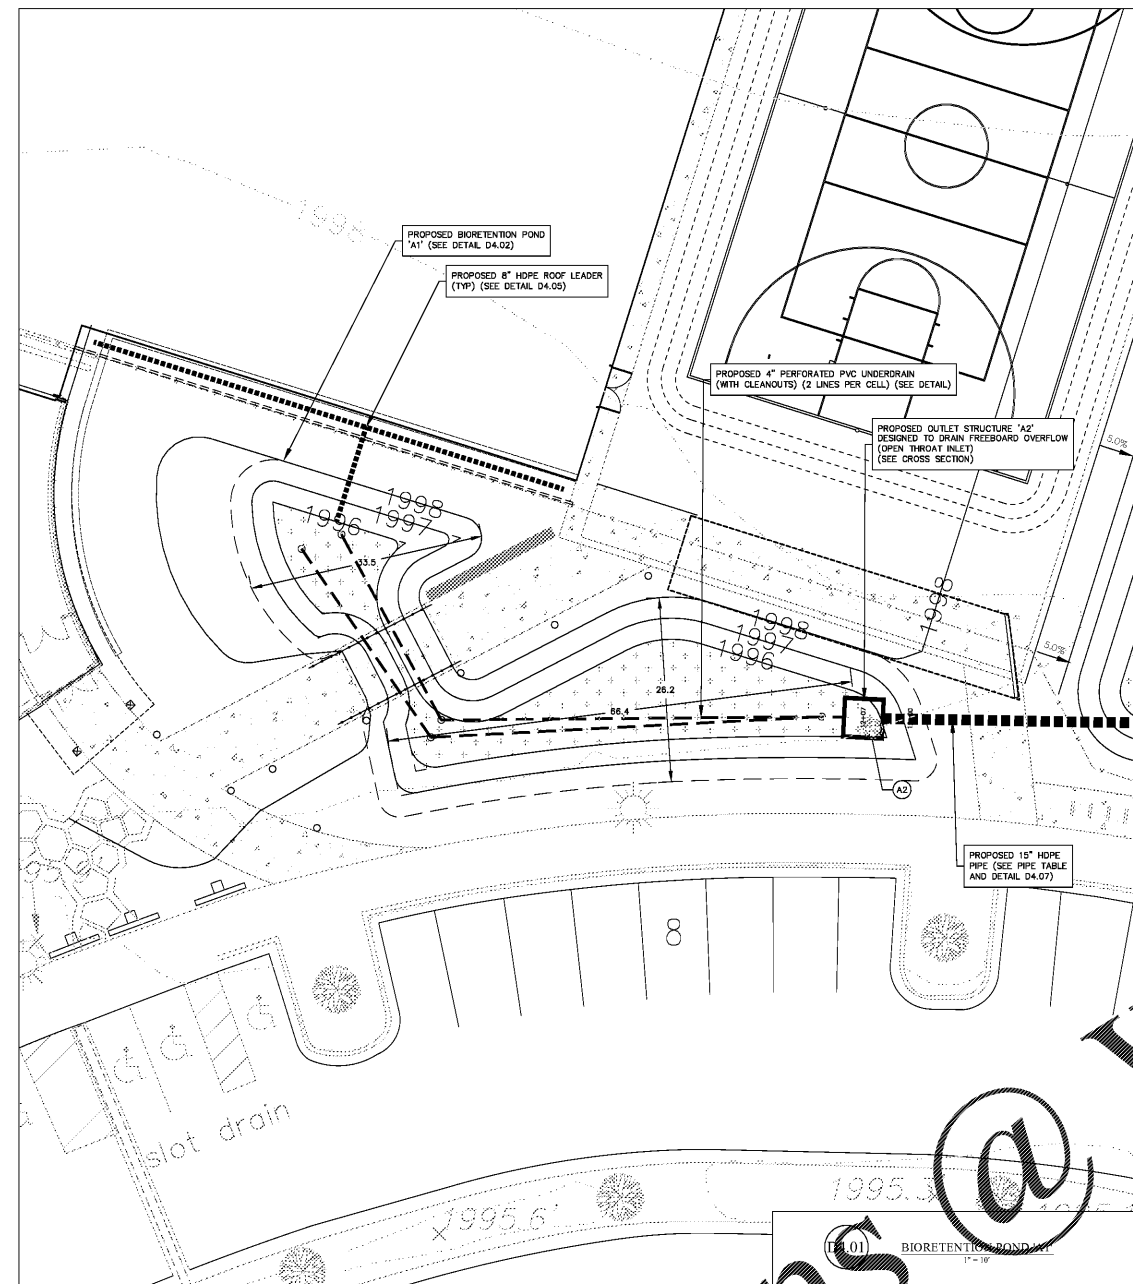 1995
PROPOSED BIORETENTION POND
'A1' (SEE DETAIL D4.02)
PROPOSED 8" HDPE ROOF LEADER
(TYP) (SEE DETAIL D4.05)
PROPOSED 4" PERFORATED PVC UNDERDRAIN
(WITH CLEANOUTS) (2 LINES PER CELL) (SEE DETAIL)
PROPOSED OUTLET STRUCTURE 'A2'
DESIGNED TO DRAIN FREEBOARD OVERFLOW
(OPEN THROAT INLET)
(SEE CROSS SECTION)
5.0%
1998
1997
1996
33.5
1998
1998
1997
1996
5.0%
26.2
66.4
A2
PROPOSED 15" HDPE
PIPE (SEE PIPE TABLE
AND DETAIL D4.07)
8
slot drain
1995.3
1995.6
@
D4.01
BIORETENTION POND 'A1'
1" = 10'